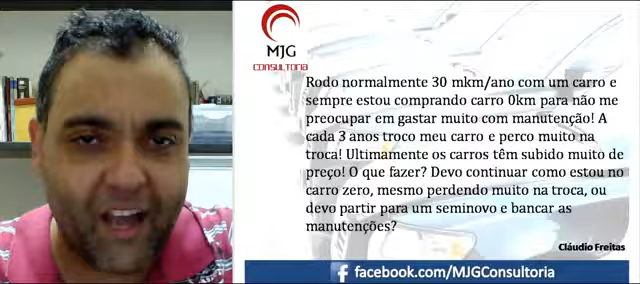 MJG
CONSULTORIA
Rodo normalmente 30 mkm/ano com um carro e
sempre estou comprando carro 0km para não me
preocupar em gastar muito com manutenção! A
cada 3 anos troco meu carro e perco muito na
troca! Ultimamente os carros têm subido muito de
preço! O que fazer? Devo continuar como estou no
carro zero, mesmo perdendo muito na troca, ou
devo partir para um seminovo e bancar as
manutenções?
Cláudio Freitas
facebook.com/MJGConsultoria